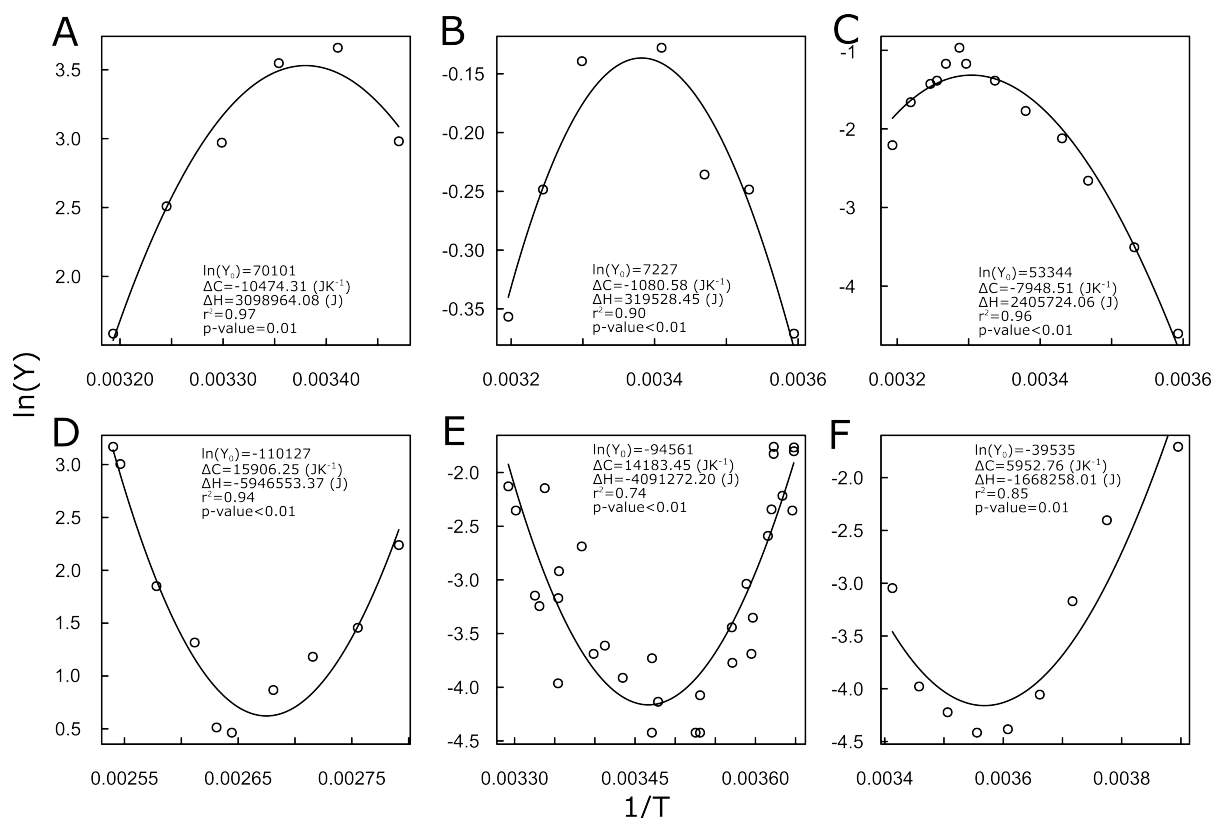 A
3.5
3.0
2.5
2.0
ln(Y₀)=70101
ΔC=-10474.31 (JK⁻¹)
ΔH=3098964.08 (J)
r²=0.97
p-value=0.01
0.00320
0.00330
0.00340
B
-0.15
-0.20
-0.25
-0.30
-0.35
ln(Y₀)=7227
ΔC=-1080.58 (JK⁻¹)
ΔH=319528.45 (J)
r²=0.90
p-value<0.01
0.0032
0.0034
0.0036
C
-1
-2
-3
-4
ln(Y₀)=53344
ΔC=-7948.51 (JK⁻¹)
ΔH=2405724.06 (J)
r²=0.96
p-value<0.01
0.0032
0.0034
0.0036
ln(Y)
D
3.0
2.5
2.0
1.5
1.0
0.5
ln(Y₀)=-110127
ΔC=15906.25 (JK⁻¹)
ΔH=-5946553.37 (J)
r²=0.94
p-value<0.01
0.00255
0.00265
0.00275
E
-2.0
-2.5
-3.0
-3.5
-4.0
-4.5
ln(Y₀)=-94561
ΔC=14183.45 (JK⁻¹)
ΔH=-4091272.20 (J)
r²=0.74
p-value<0.01
0.00330
0.00345
0.00360
F
-2.0
-2.5
-3.0
-3.5
-4.0
-4.5
ln(Y₀)=-39535
ΔC=5952.76 (JK⁻¹)
ΔH=-1668258.01 (J)
r²=0.85
p-value=0.01
0.0034
0.0036
0.0038
1/T